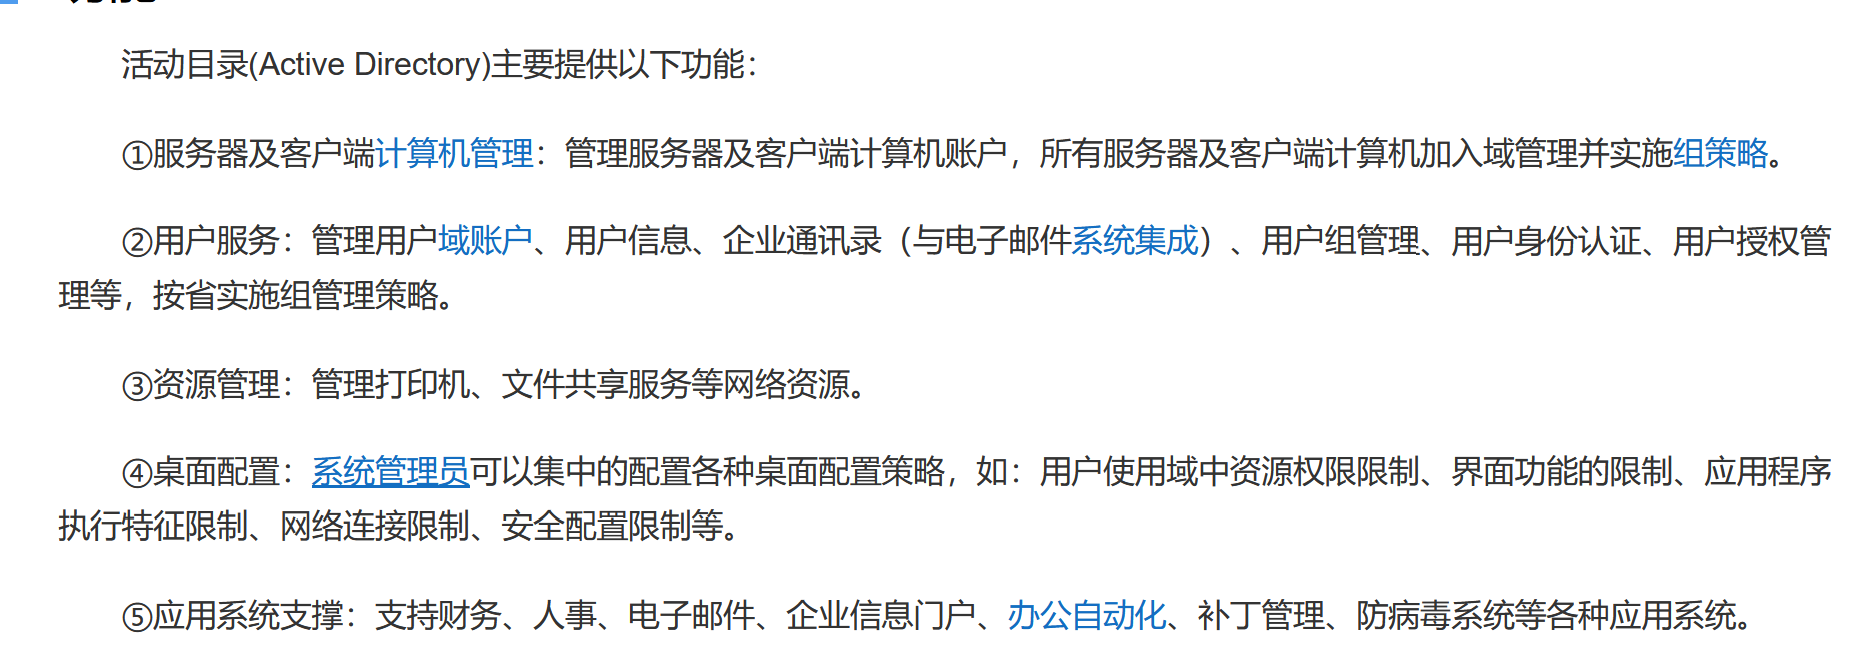 活动目录(Active Directory)主要提供以下功能：
①服务器及客户端计算机管理：管理服务器及客户端计算机账户，所有服务器及客户端计算机加入域管理并实施组策略。
②用户服务：管理用户域账户、用户信息、企业通讯录（与电子邮件系统集成）、用户组管理、用户身份认证、用户授权管
理等，按省实施组管理策略。
③资源管理：管理打印机、文件共享服务等网络资源。
④桌面配置：系统管理员可以集中的配置各种桌面配置策略，如：用户使用域中资源权限限制、界面功能的限制、应用程序
执行特征限制、网络连接限制、安全配置限制等。
⑤应用系统支撑：支持财务、人事、电子邮件、企业信息门户、办公自动化、补丁管理、防病毒系统等各种应用系统。